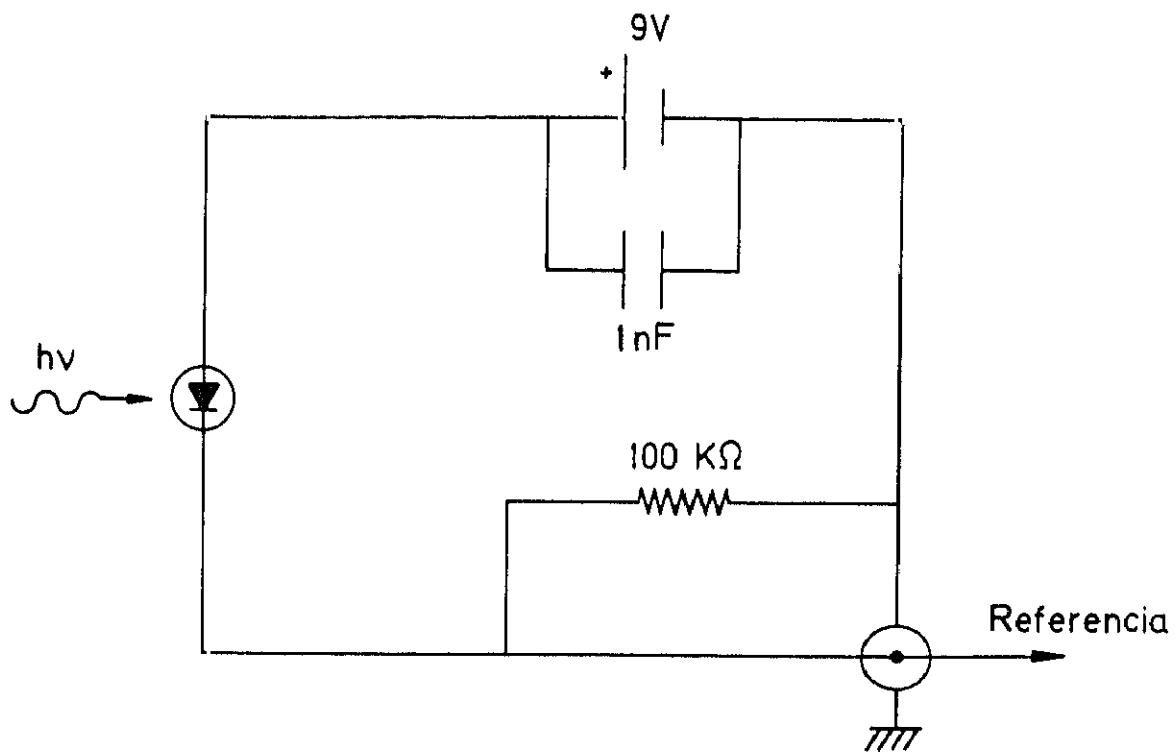 9V
+
1nF
hν
100 KΩ
Referencia